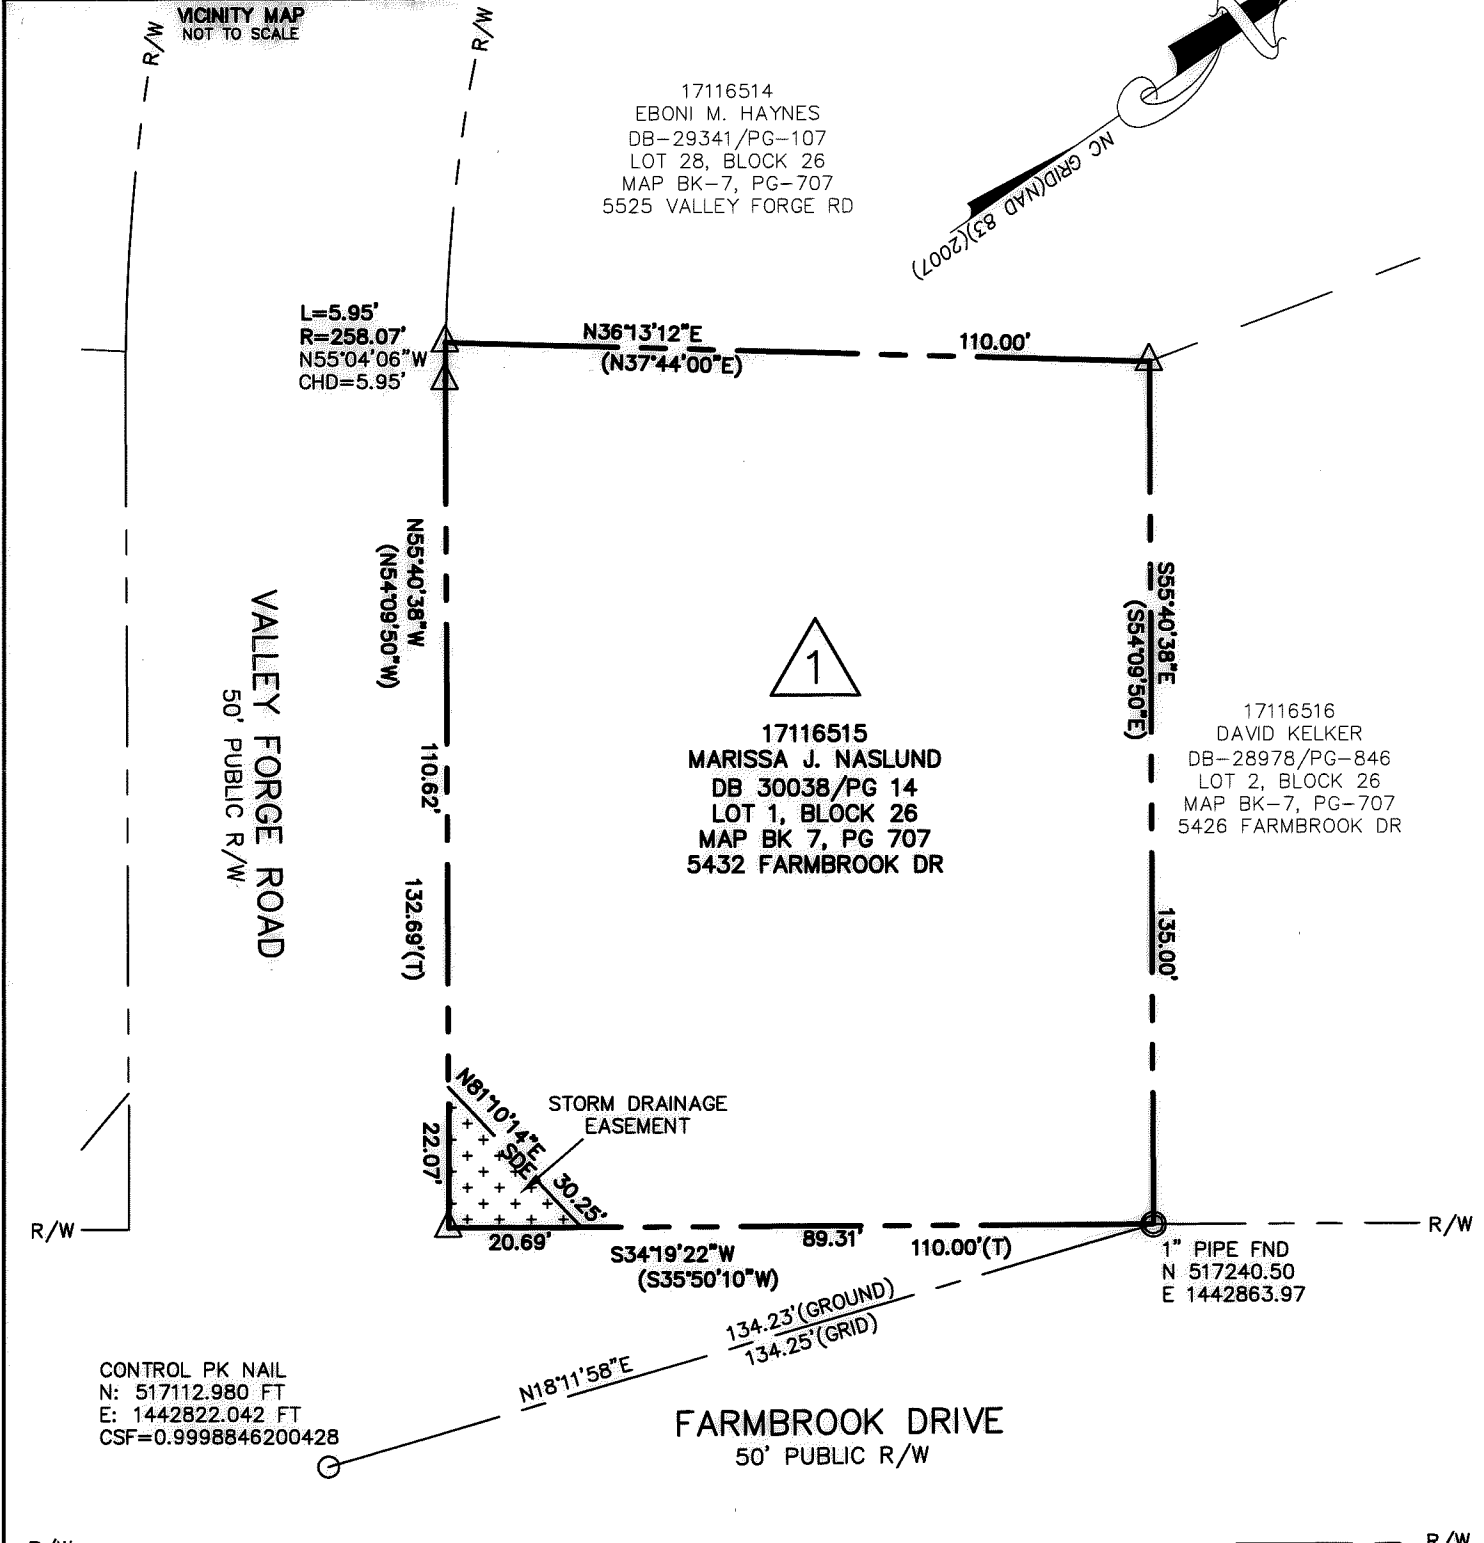 VICINITY MAP
NOT TO SCALE
R/W
R/W
17116514
EBONI M. HAYNES
DB-29341/PG-107
LOT 28, BLOCK 26
MAP BK-7, PG-707
5525 VALLEY FORGE RD
NC GRID(NAD 83)(2007)
L=5.95'
R=258.07'
N55°04'06"W
CHD=5.95'
N36°13'12"E
(N37°44'00"E)
110.00'
N55°40'38"W
(N54°09'50"W)
110.62'
132.69'(T)
VALLEY FORGE ROAD
50' PUBLIC R/W
1
17116515
MARISSA J. NASLUND
DB 30038/PG 14
LOT 1, BLOCK 26
MAP BK 7, PG 707
5432 FARMBROOK DR
S55°40'38"E
(S54°09'50"E)
135.00'
17116516
DAVID KELKER
DB-28978/PG-846
LOT 2, BLOCK 26
MAP BK-7, PG-707
5426 FARMBROOK DR
N81°10'14"E
SDE
30.25'
STORM DRAINAGE
EASEMENT
22.07'
20.69'
S34°19'22"W
(S35°50'10"W)
89.31'
110.00'(T)
R/W
R/W
1" PIPE FND
N 517240.50
E 1442863.97
134.23'(GROUND)
134.25'(GRID)
N18°11'58"E
CONTROL PK NAIL
N: 517112.980 FT
E: 1442822.042 FT
CSF=0.9998846200428
FARMBROOK DRIVE
50' PUBLIC R/W
R/W
R/W